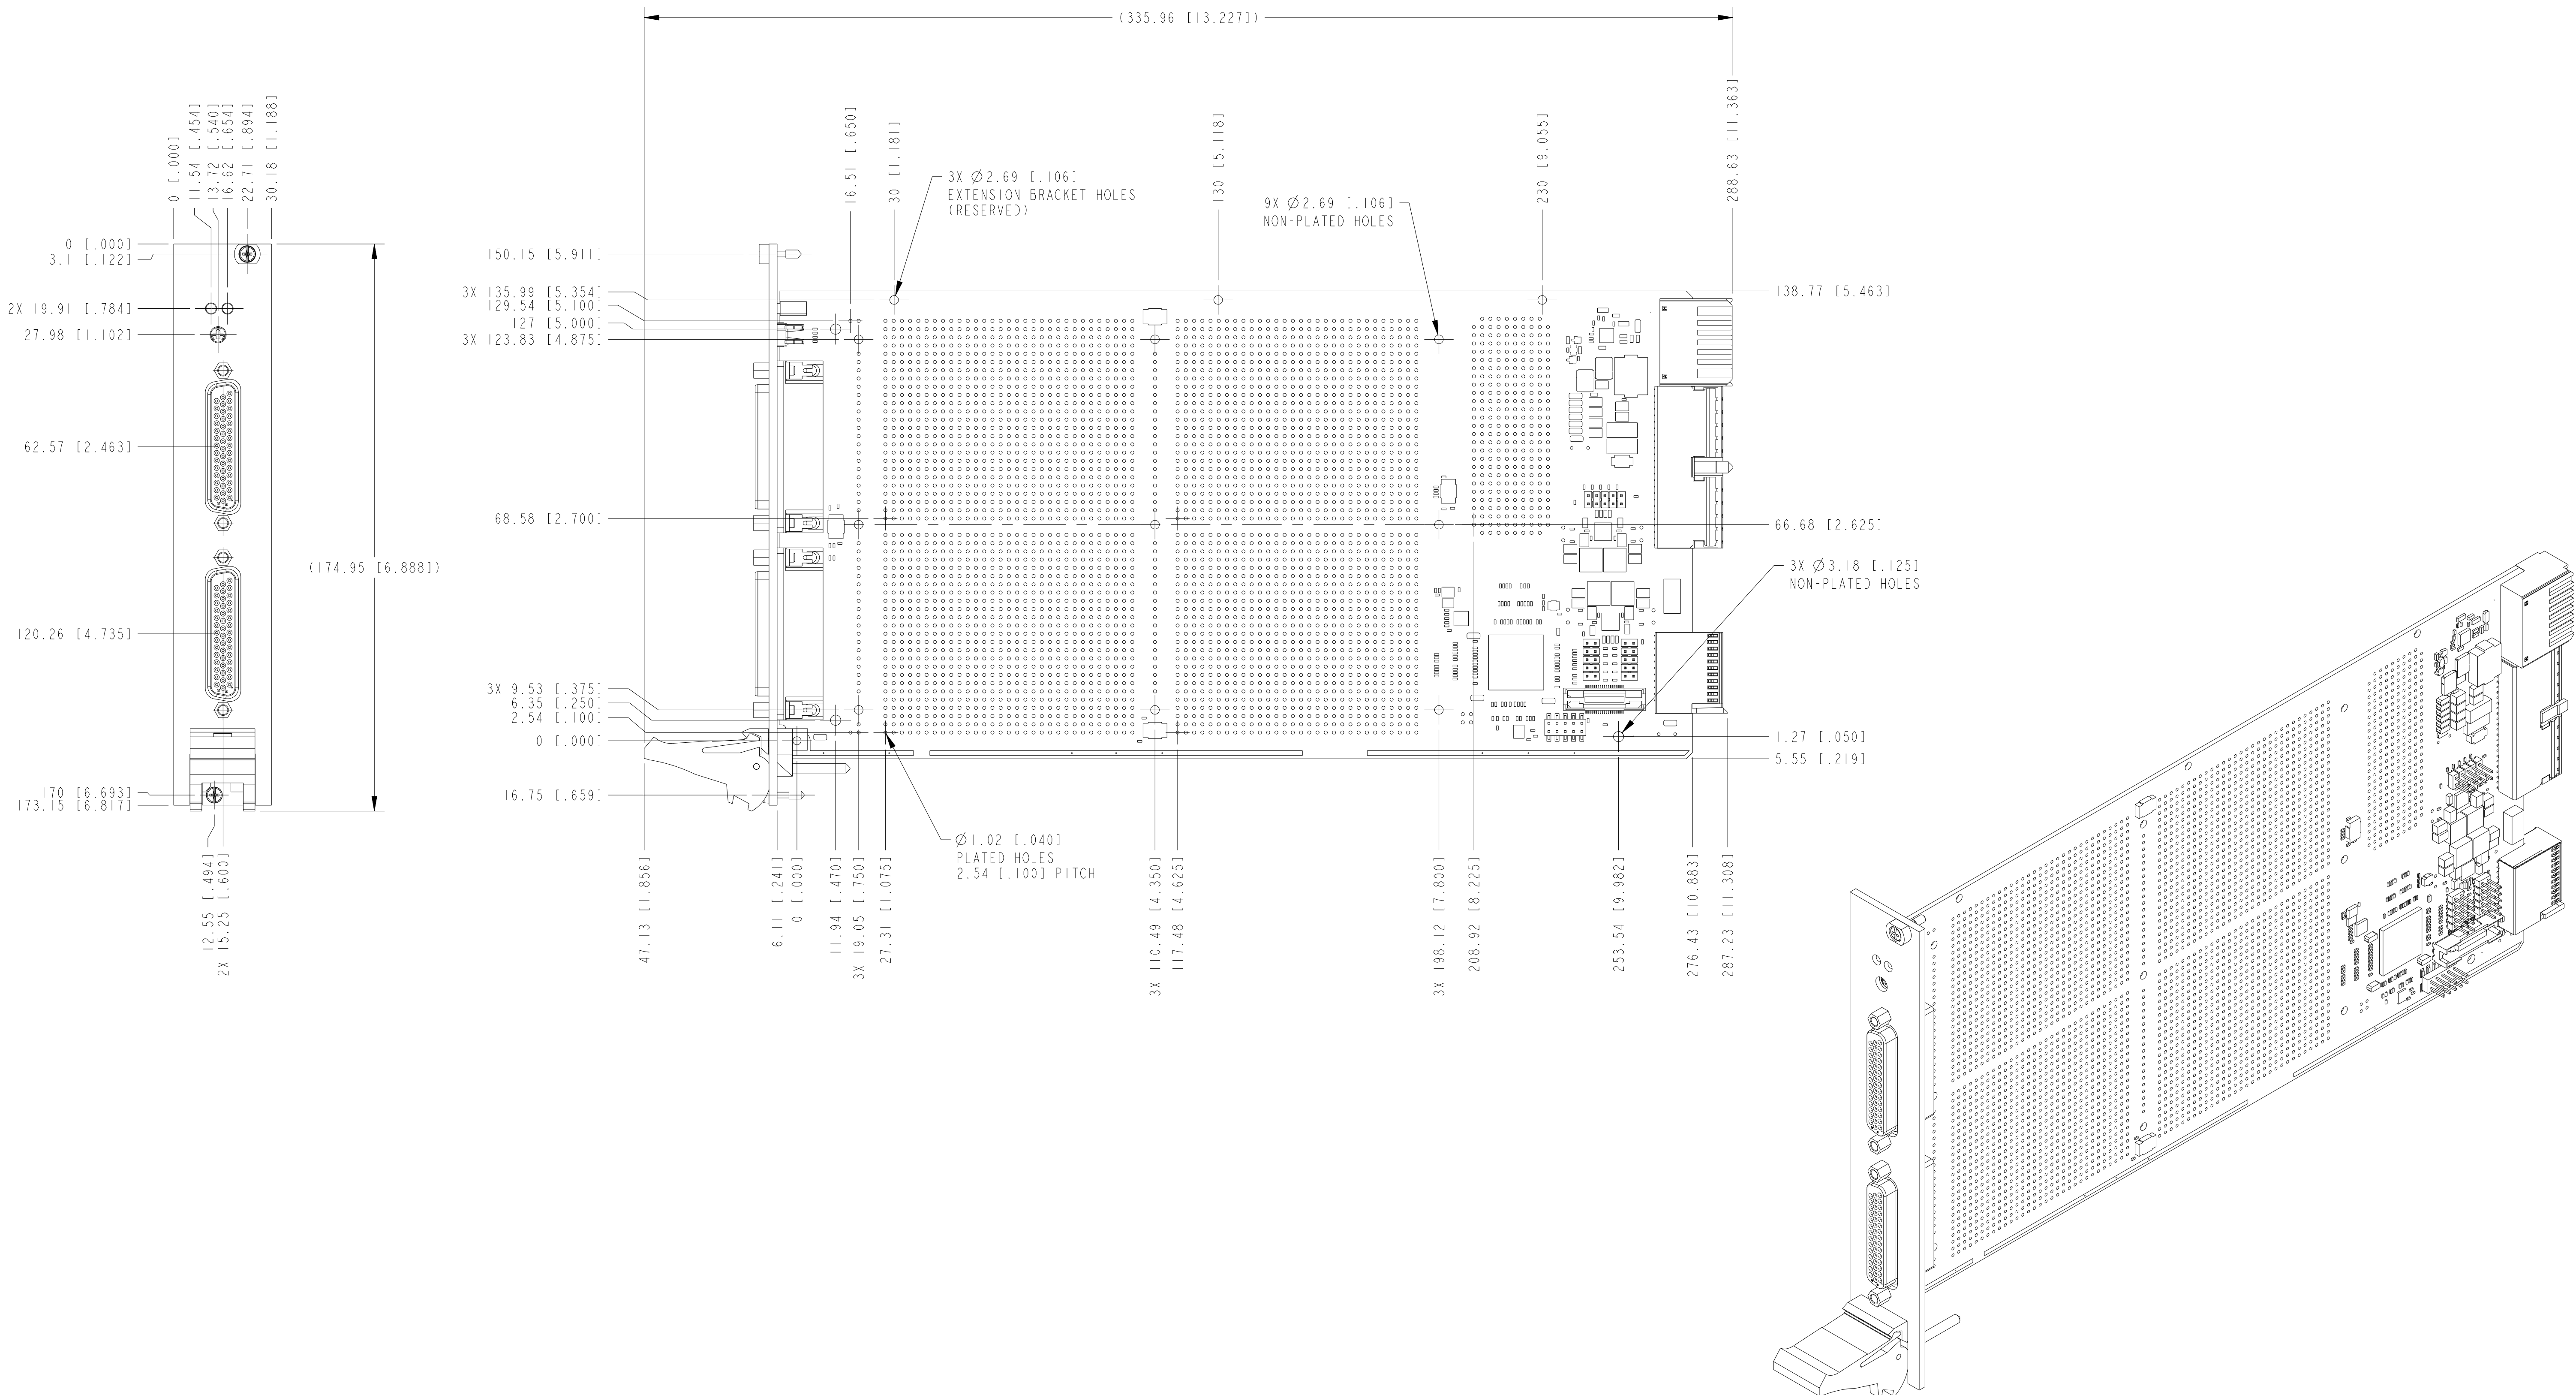 (335.96 [13.227])
0 [.000]
11.54 [.454]
13.72 [.540]
16.62 [.654]
22.71 [.894]
30.18 [1.188]
0 [.000]
3.1 [.122]
2X 19.91 [.784]
27.98 [1.102]
62.57 [2.463]
120.26 [4.735]
170 [6.693]
173.15 [6.817]
12.55 [.494]
2X 15.25 [.600]
(174.95 [6.888])
16.51 [.650]
30 [1.181]
130 [5.118]
230 [9.055]
288.63 [11.363]
3X Ø2.69 [.106]
EXTENSION BRACKET HOLES
(RESERVED)
9X Ø2.69 [.106]
NON-PLATED HOLES
150.15 [5.911]
3X 135.99 [5.354]
129.54 [5.100]
127 [5.000]
3X 123.83 [4.875]
68.58 [2.700]
3X 9.53 [.375]
6.35 [.250]
2.54 [.100]
0 [.000]
16.75 [.659]
138.77 [5.463]
66.68 [2.625]
3X Ø3.18 [.125]
NON-PLATED HOLES
1.27 [.050]
5.55 [.219]
Ø1.02 [.040]
PLATED HOLES
2.54 [.100] PITCH
47.13 [1.856]
6.11 [.241]
0 [.000]
11.94 [.470]
3X 19.05 [.750]
27.31 [1.075]
3X 110.49 [4.350]
117.48 [4.625]
3X 198.12 [7.800]
208.92 [8.225]
253.54 [9.982]
276.43 [10.883]
287.23 [11.308]